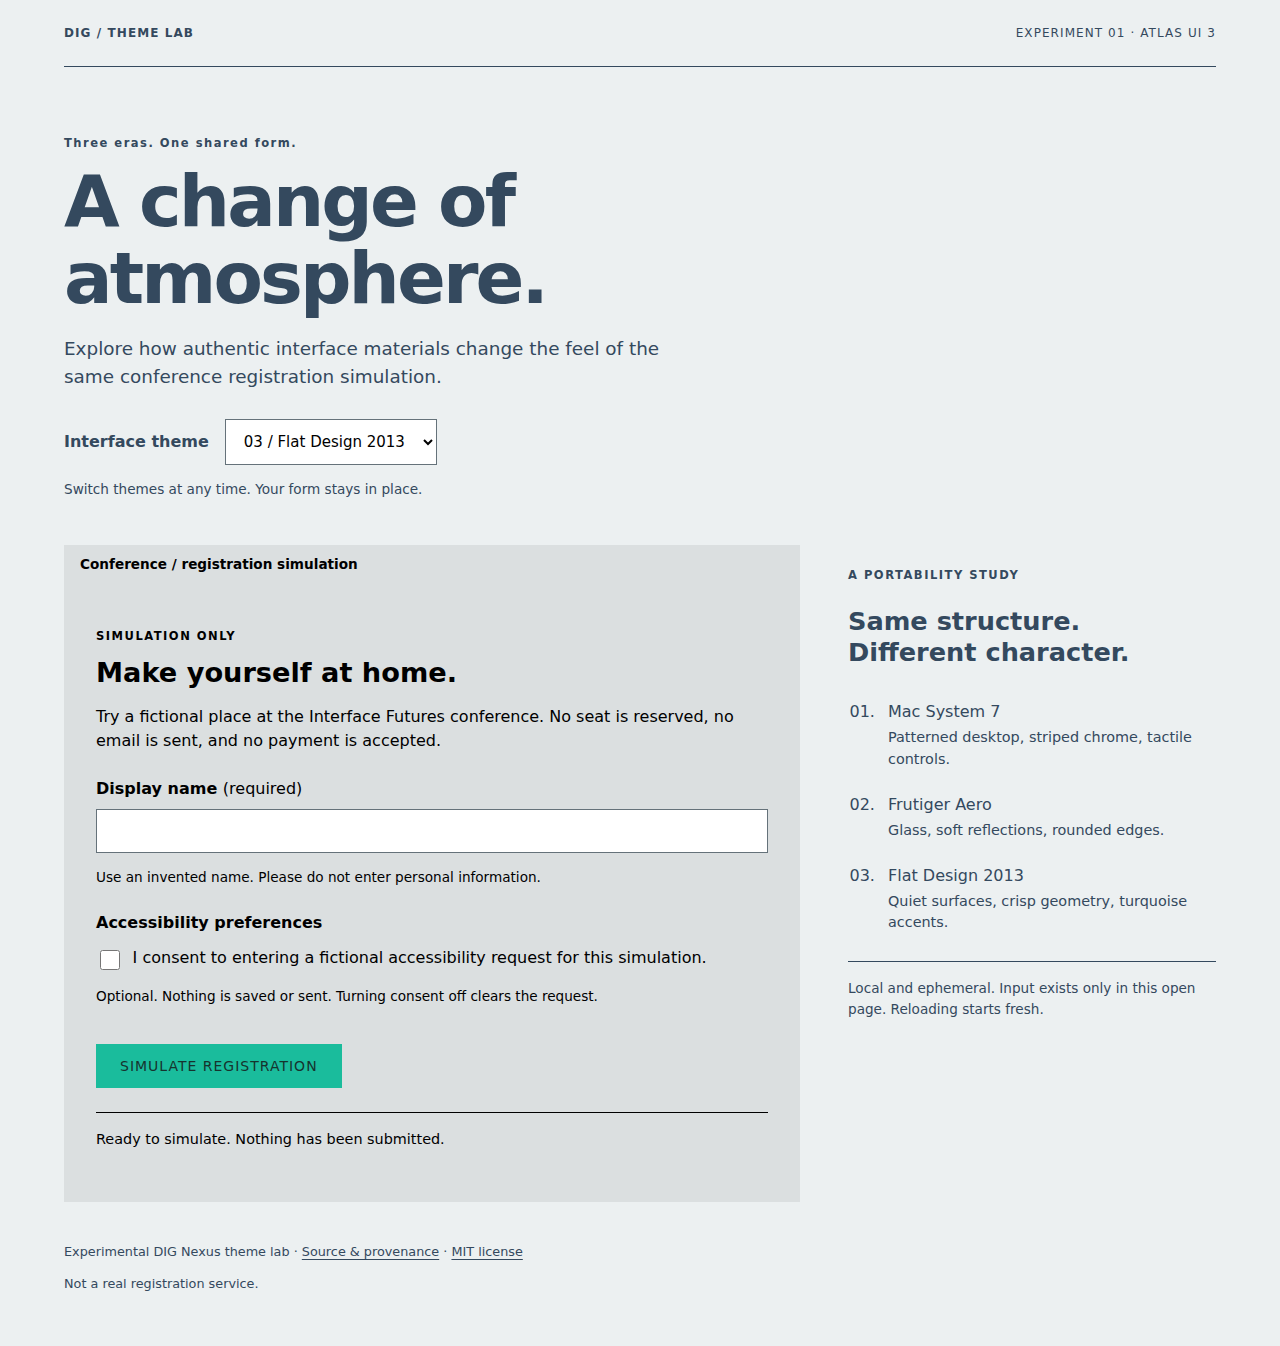 DIG / THEME LAB
EXPERIMENT 01 · ATLAS UI 3
Three eras. One shared form.
A change of
atmosphere.
Explore how authentic interface materials change the feel of the
same conference registration simulation.
Interface theme
03 / Flat Design 2013
Switch themes at any time. Your form stays in place.
Conference / registration simulation
SIMULATION ONLY
Make yourself at home.
Try a fictional place at the Interface Futures conference. No seat is reserved, no
email is sent, and no payment is accepted.
Display name (required)
Use an invented name. Please do not enter personal information.
Accessibility preferences
I consent to entering a fictional accessibility request for this simulation.
Optional. Nothing is saved or sent. Turning consent off clears the request.
SIMULATE REGISTRATION
Ready to simulate. Nothing has been submitted.
A PORTABILITY STUDY
Same structure.
Different character.
01. Mac System 7
Patterned desktop, striped chrome, tactile
controls.
02. Frutiger Aero
Glass, soft reflections, rounded edges.
03. Flat Design 2013
Quiet surfaces, crisp geometry, turquoise
accents.
Local and ephemeral. Input exists only in this open
page. Reloading starts fresh.
Experimental DIG Nexus theme lab · Source & provenance · MIT license
Not a real registration service.